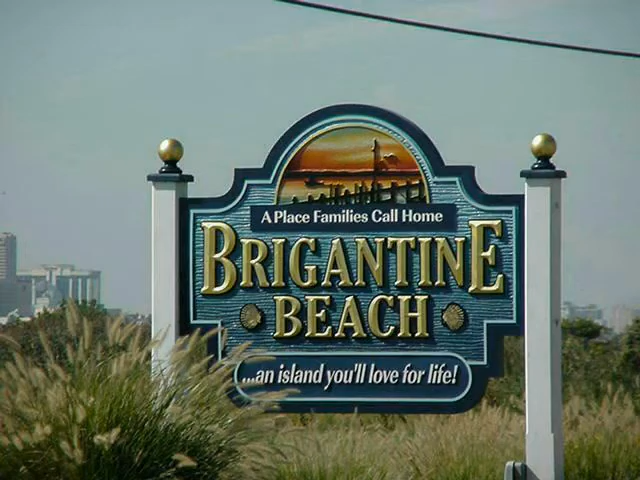 A Place Families Call Home
BRIGANTINE
BEACH
...an island you'll love for life!